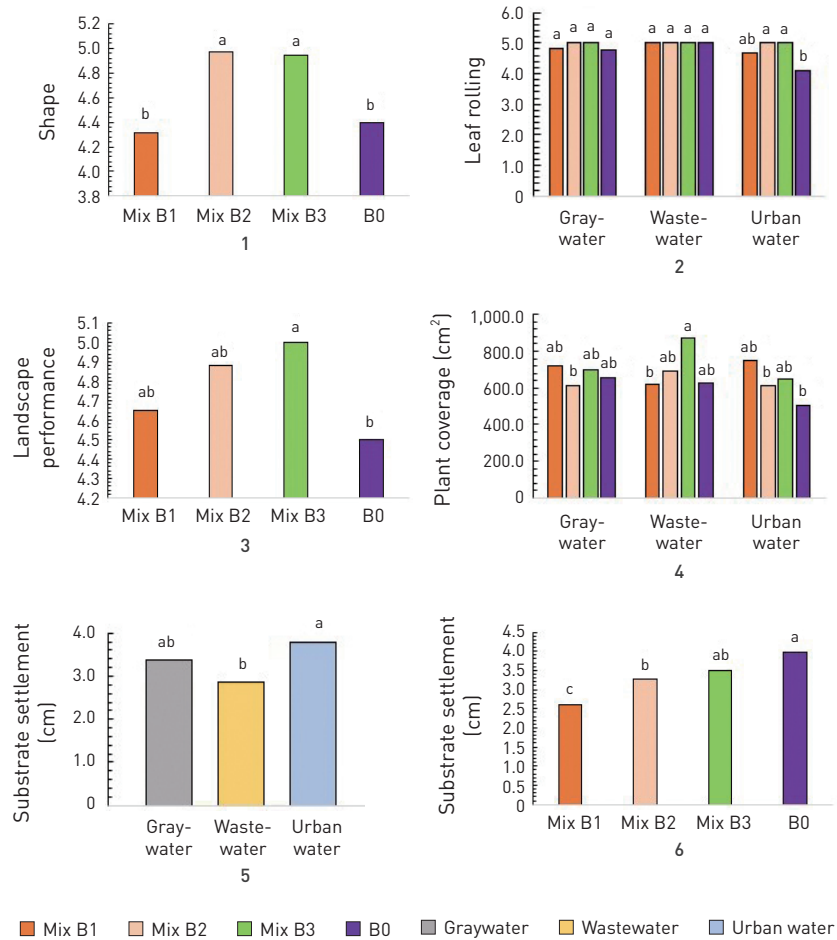 Shape
5.2
5.0
4.8
4.6
4.4
4.2
4.0
3.8
b
a
a
b
Mix B1
Mix B2
Mix B3
B0
1
Leaf rolling
6.0
5.0
4.0
3.0
2.0
1.0
0
a a a a
a a a a
ab a a b
Gray-
water
Waste-
water
Urban
water
2
Landscape
performance
5.1
5.0
4.9
4.8
4.7
4.6
4.5
4.4
4.3
4.2
ab
ab
a
b
Mix B1
Mix B2
Mix B3
B0
3
Plant coverage (cm²)
1,000.0
800.0
600.0
400.0
200.0
0
ab b ab ab
b ab a ab
ab b ab b
Gray-
water
Waste-
water
Urban
water
4
Substrate settlement
(cm)
4.0
3.0
2.0
1.0
0
ab
b
a
Gray-
water
Waste-
water
Urban
water
5
Substrate settlement
(cm)
4.5
4.0
3.5
3.0
2.5
2.0
1.5
1.0
0.5
0
c
b
ab
a
Mix B1
Mix B2
Mix B3
B0
6
Mix B1 Mix B2 Mix B3 B0 Graywater Wastewater Urban water